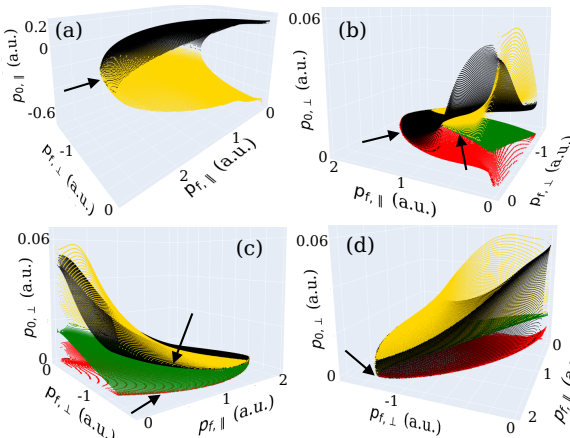 (a)
0.2
0
-0.6
p0, ∥ (a.u.)
-1
0
pf, ⊥ (a.u.)
2
1
0
pf, ∥ (a.u.)
(b)
0.06
0
p0, ⊥ (a.u.)
2
1
0
pf, ∥ (a.u.)
-1
0
pf, ⊥ (a.u.)
(c)
0.06
0
p0, ⊥ (a.u.)
0
-1
0
pf, ⊥ (a.u.)
1
2
pf, ∥ (a.u.)
(d)
0.06
0
p0, ⊥ (a.u.)
-1
0
pf, ⊥ (a.u.)
0
1
2
pf, ∥ (a.u.)